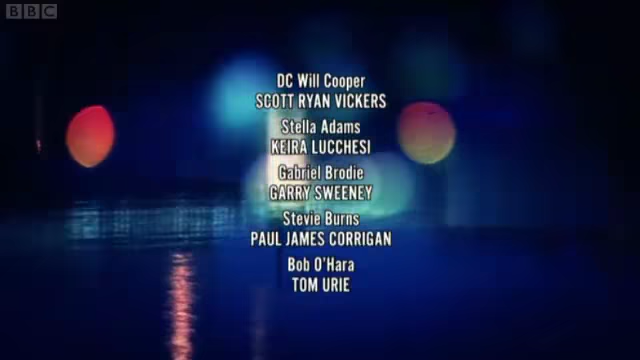 BBC
DC Will Cooper
SCOTT RYAN VICKERS
Stella Adams
KEIRA LUCCHESI
Gabriel Brodie
GARRY SWEENEY
Stevie Burns
PAUL JAMES CORRIGAN
Bob O'Hara
TOM URIE